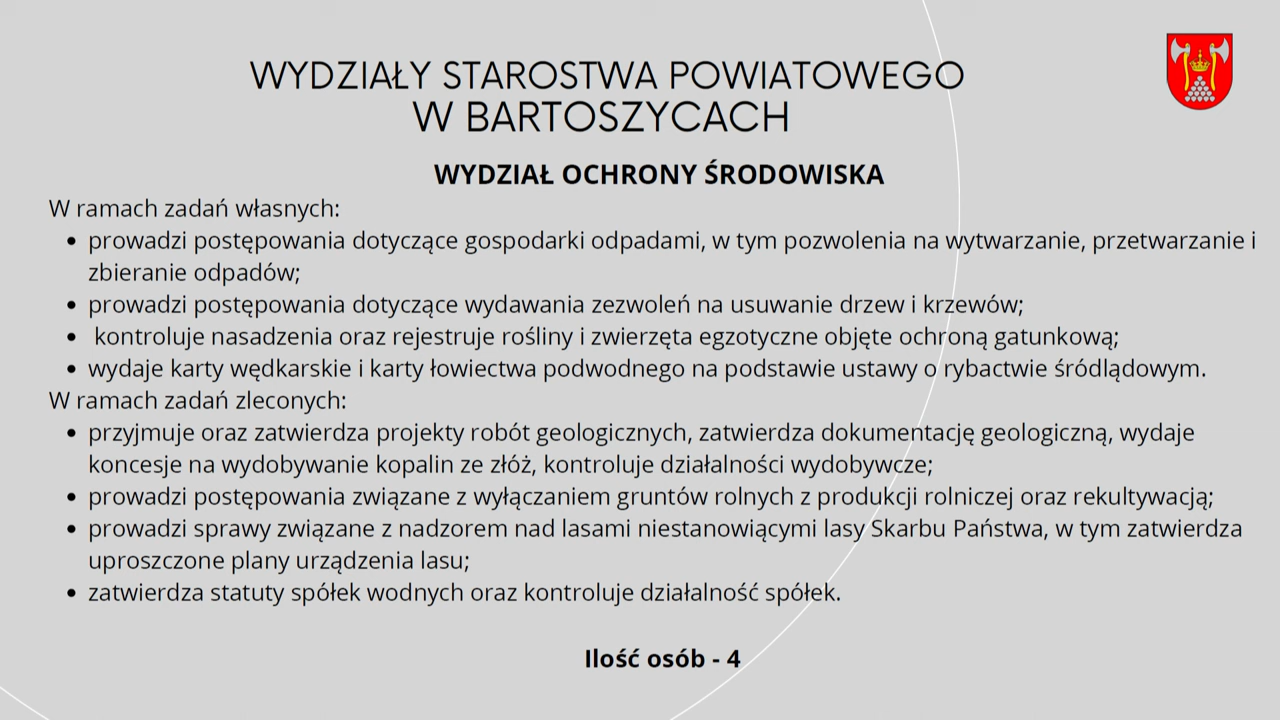 WYDZIAŁY STAROSTWA POWIATOWEGO
W BARTOSZYCACH
WYDZIAŁ OCHRONY ŚRODOWISKA
W ramach zadań własnych:
• prowadzi postępowania dotyczące gospodarki odpadami, w tym pozwolenia na wytwarzanie, przetwarzanie i
zbieranie odpadów;
• prowadzi postępowania dotyczące wydawania zezwoleń na usuwanie drzew i krzewów;
• kontroluje nasadzenia oraz rejestruje rośliny i zwierzęta egzotyczne objęte ochroną gatunkową;
• wydaje karty wędkarskie i karty łowiectwa podwodnego na podstawie ustawy o rybactwie śródlądowym.
W ramach zadań zleconych:
• przyjmuje oraz zatwierdza projekty robót geologicznych, zatwierdza dokumentację geologiczną, wydaje
koncesje na wydobywanie kopalin ze złóż, kontroluje działalności wydobywcze;
• prowadzi postępowania związane z wyłączaniem gruntów rolnych z produkcji rolniczej oraz rekultywacją;
• prowadzi sprawy związane z nadzorem nad lasami niestanowiącymi lasy Skarbu Państwa, w tym zatwierdza
uproszczone plany urządzenia lasu;
• zatwierdza statuty spółek wodnych oraz kontroluje działalność spółek.
Ilość osób - 4